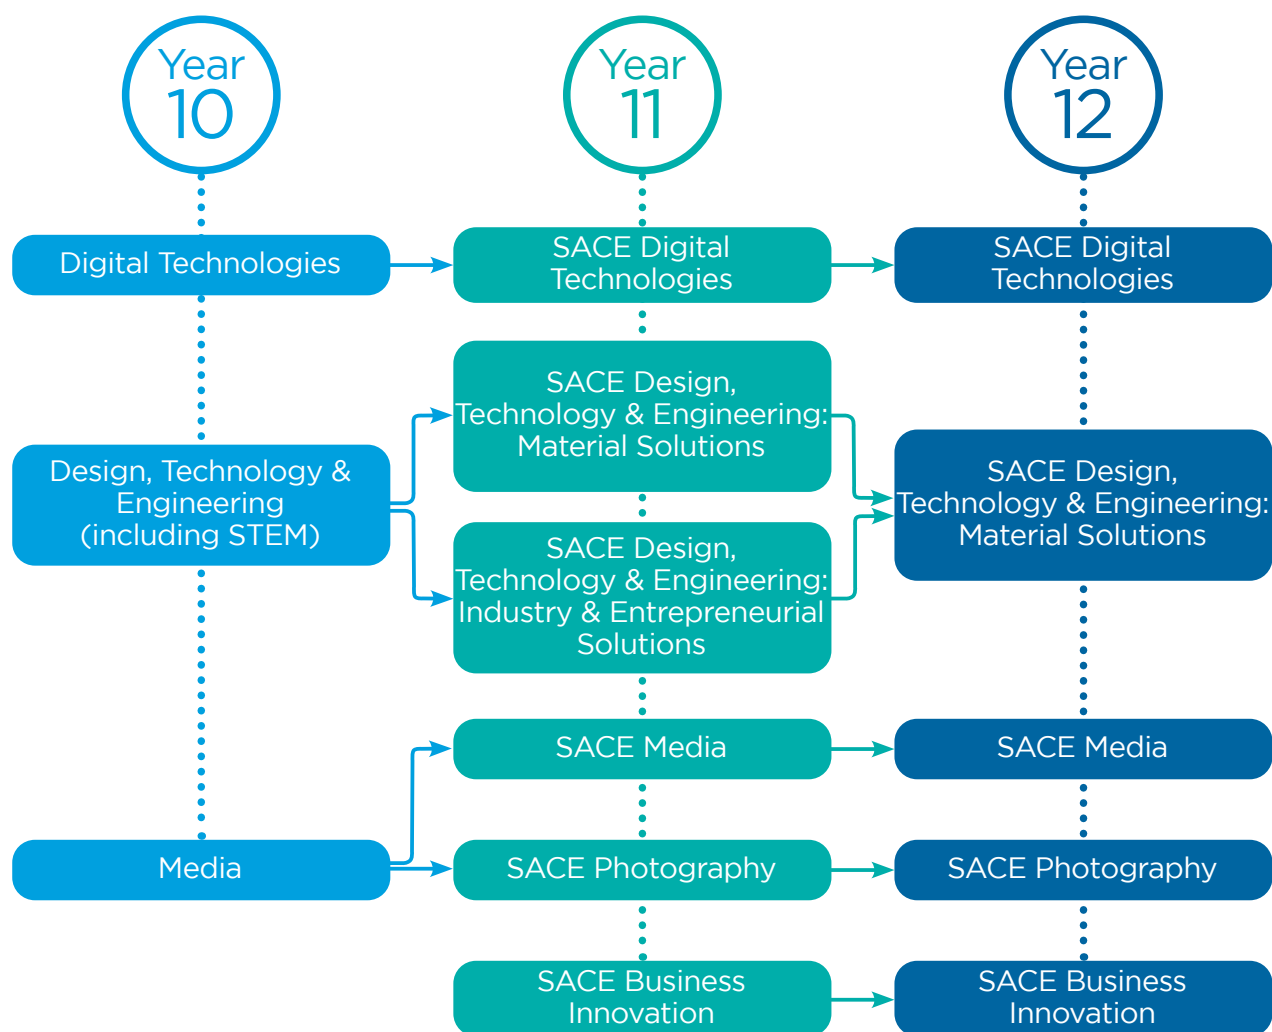 Year
10
Year
11
Year
12
Digital Technologies
SACE Digital
Technologies
SACE Digital
Technologies
SACE Design,
Technology & Engineering:
Material Solutions
Design, Technology &
Engineering
(including STEM)
SACE Design,
Technology & Engineering:
Material Solutions
SACE Design,
Technology & Engineering:
Industry & Entrepreneurial
Solutions
SACE Media
SACE Media
Media
SACE Photography
SACE Photography
SACE Business
Innovation
SACE Business
Innovation